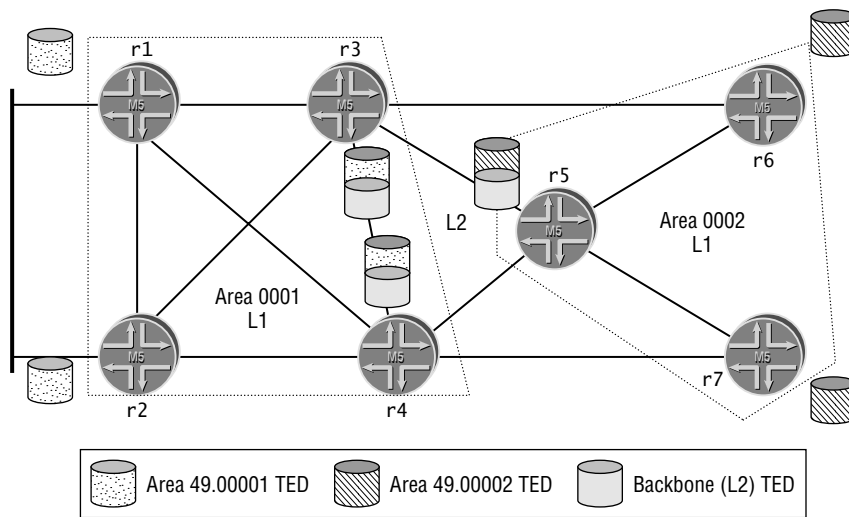 r1
r3
M5
M5
M5
r6
r5
L2
M5
Area 0002
L1
Area 0001
L1
M5
M5
M5
r7
r2
r4
Area 49.00001 TED
Area 49.00002 TED
Backbone (L2) TED